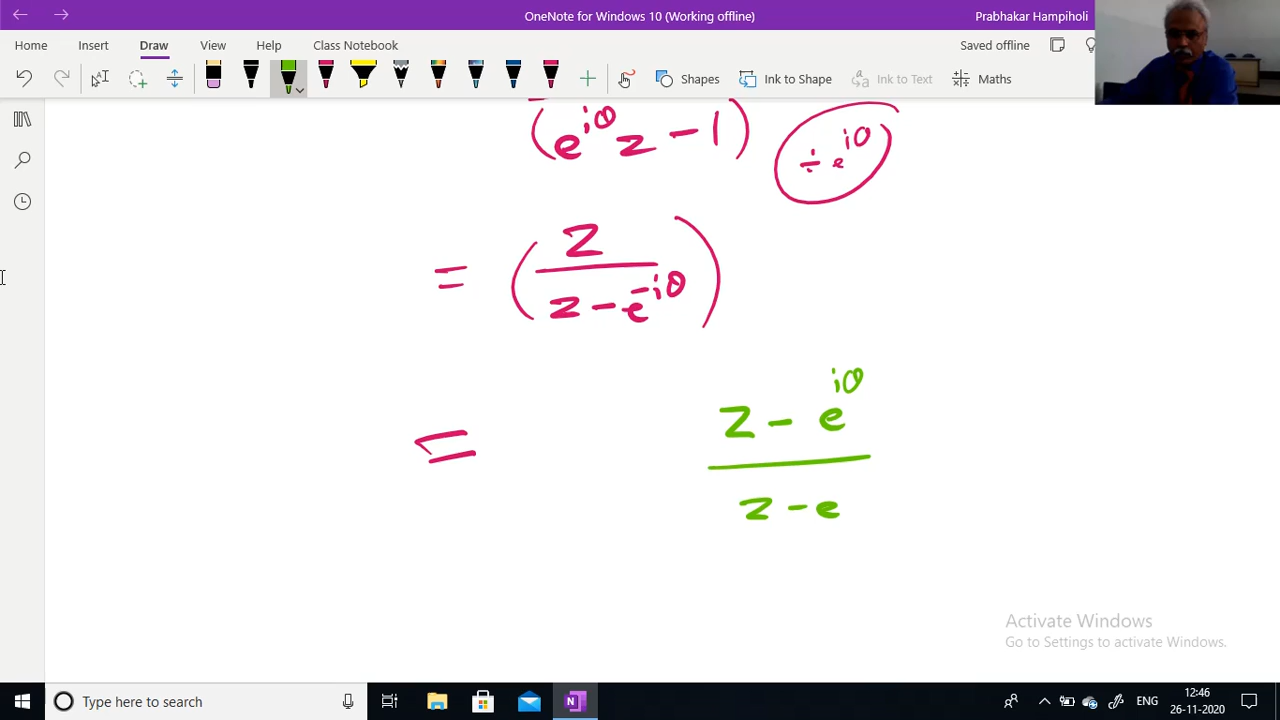 OneNote for Windows 10 (Working offline)
Prabhakar Hampiholi
Home Insert Draw View Help Class Notebook
Saved offline
Shapes Ink to Shape Ink to Text Maths
(e^{iθ} z - 1) ÷ e^{iθ}
= ( z
z - e^{-iθ} )
= z - e^{iθ}
z - e
Activate Windows
Go to Settings to activate Windows.
Type here to search
ENG
12:46
26-11-2020